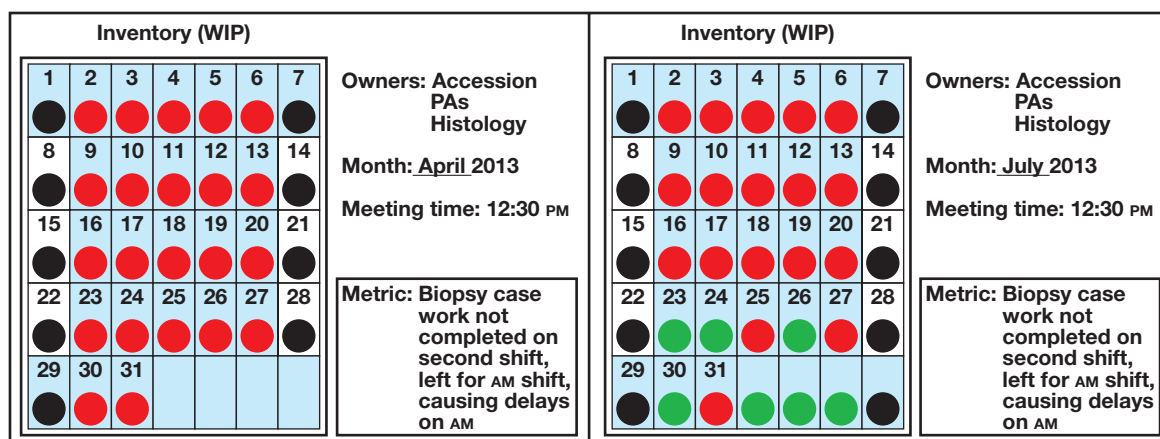 Inventory (WIP)
1 2 3 4 5 6 7
8 9 10 11 12 13 14
15 16 17 18 19 20 21
22 23 24 25 26 27 28
29 30 31
Owners: Accession
PAs
Histology
Month: April 2013
Meeting time: 12:30 PM
Metric: Biopsy case
work not
completed on
second shift,
left for AM shift,
causing delays
on AM
Inventory (WIP)
1 2 3 4 5 6 7
8 9 10 11 12 13 14
15 16 17 18 19 20 21
22 23 24 25 26 27 28
29 30 31
Owners: Accession
PAs
Histology
Month: July 2013
Meeting time: 12:30 PM
Metric: Biopsy case
work not
completed on
second shift,
left for AM shift,
causing delays
on AM